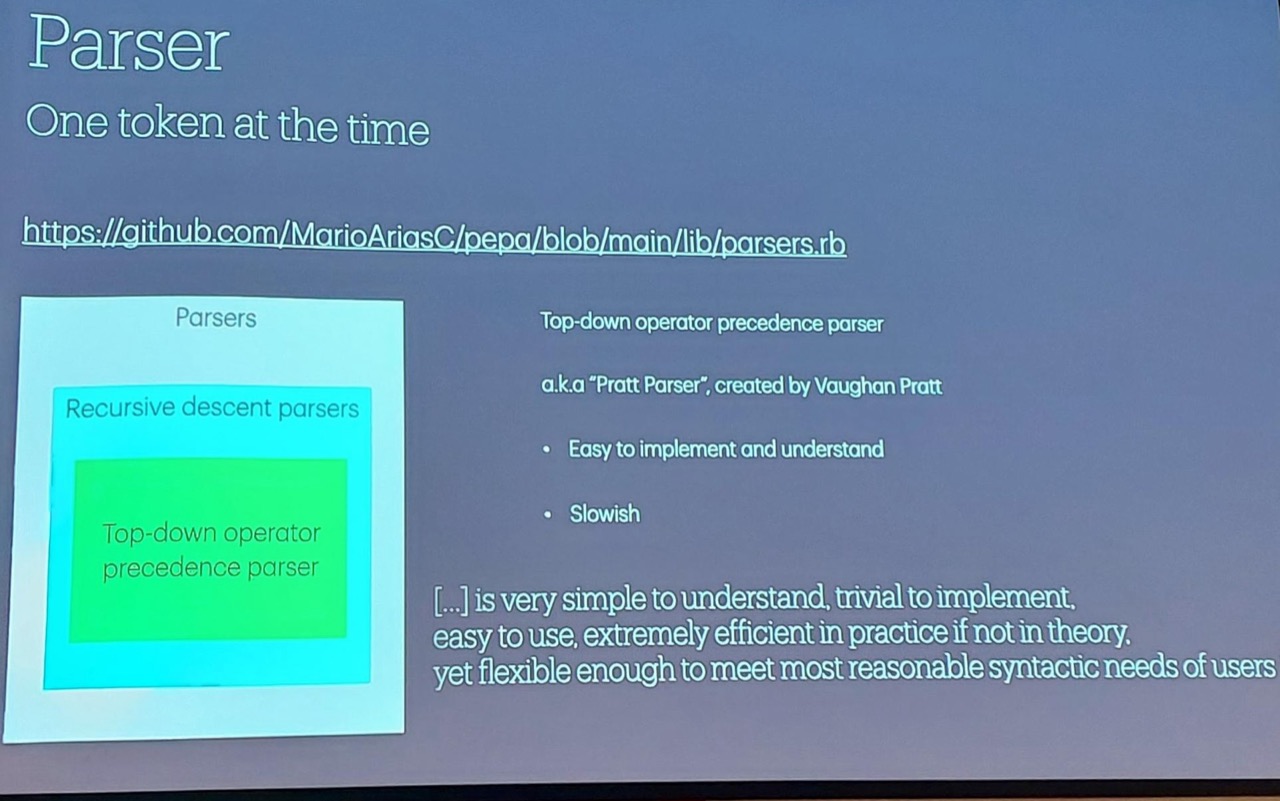 Parser
One token at the time
https://github.com/MarioAriasC/pepa/blob/main/lib/parsers.rb
Parsers
Recursive descent parsers
Top-down operator
precedence parser
Top-down operator precedence parser
a.k.a “Pratt Parser”, created by Vaughan Pratt
• Easy to implement and understand
• Slowish
[...] is very simple to understand, trivial to implement,
easy to use, extremely efficient in practice if not in theory,
yet flexible enough to meet most reasonable syntactic needs of users